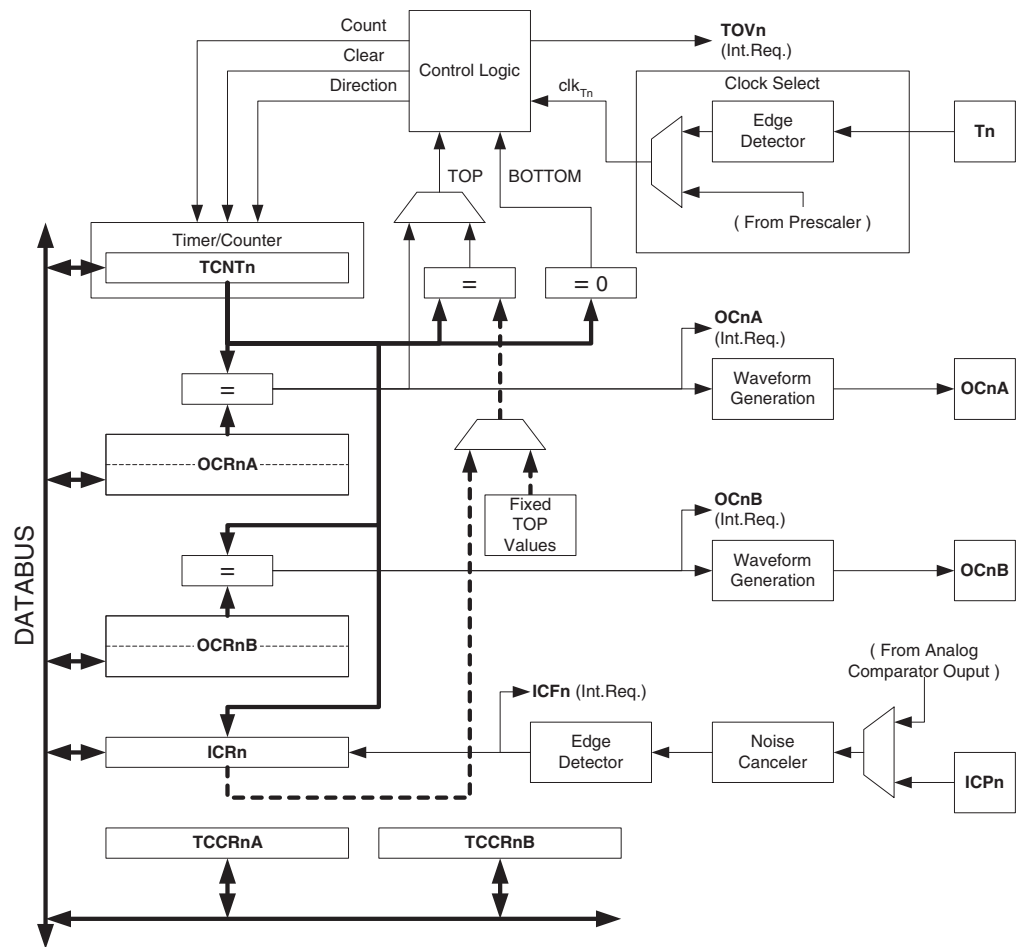 Count
Clear
Direction
Control Logic
TOVn
(Int.Req.)
clkTn
Clock Select
Edge
Detector
Tn
( From Prescaler )
TOP
BOTTOM
Timer/Counter
TCNTn
=
= 0
OCnA
(Int.Req.)
=
Waveform
Generation
OCnA
OCRnA
Fixed
TOP
Values
OCnB
(Int.Req.)
=
Waveform
Generation
OCnB
OCRnB
DATABUS
( From Analog
Comparator Ouput )
ICFn (Int.Req.)
ICRn
Edge
Detector
Noise
Canceler
ICPn
TCCRnA
TCCRnB